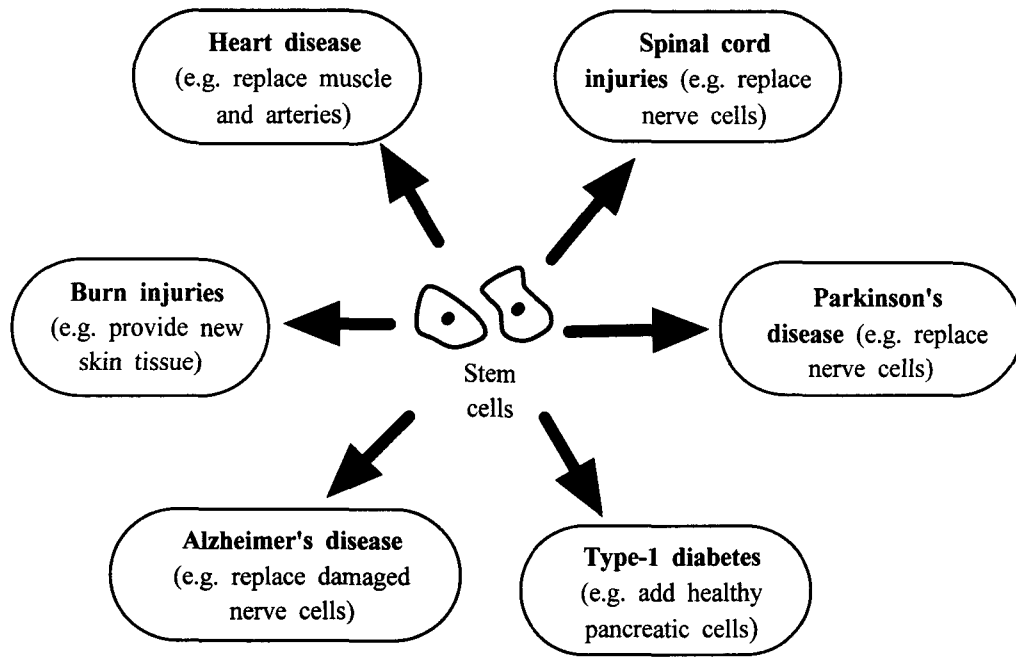 Heart disease
(e.g. replace muscle
and arteries)
Spinal cord
injuries (e.g. replace
nerve cells)
Burn injuries
(e.g. provide new
skin tissue)
Stem
cells
Parkinson's
disease (e.g. replace
nerve cells)
Alzheimer's disease
(e.g. replace damaged
nerve cells)
Type-1 diabetes
(e.g. add healthy
pancreatic cells)